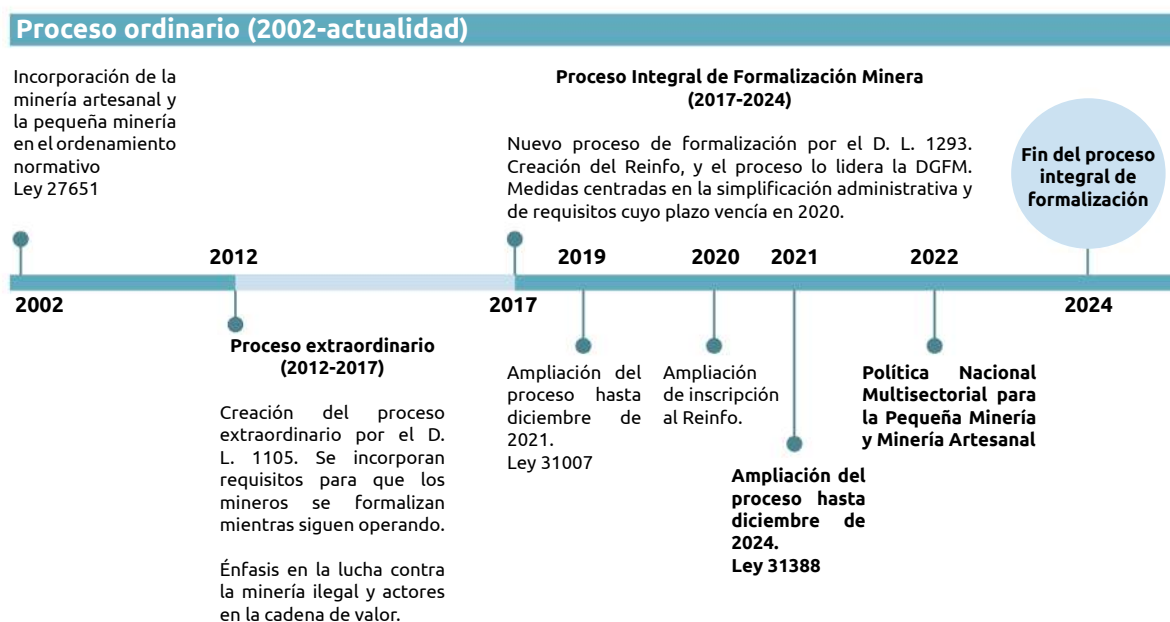 Proceso ordinario (2002-actualidad)
Incorporación de la
minería artesanal y
la pequeña minería
en el ordenamiento
normativo
Ley 27651
Proceso Integral de Formalización Minera
(2017-2024)
Nuevo proceso de formalización por el D. L. 1293.
Creación del Reinfo, y el proceso lo lidera la DGFM.
Medidas centradas en la simplificación administrativa y
de requisitos cuyo plazo vencía en 2020.
Fin del proceso
integral de
formalización
2012
2019
2020
2021
2022
2002
2017
2024
Proceso extraordinario
(2012-2017)
Creación del proceso
extraordinario por el D.
L. 1105. Se incorporan
requisitos para que los
mineros se formalizan
mientras siguen operando.
Énfasis en la lucha contra
la minería ilegal y actores
en la cadena de valor.
Ampliación del
proceso hasta
diciembre de
2021.
Ley 31007
Ampliación
de inscripción
al Reinfo.
Ampliación del
proceso hasta
diciembre de
2024.
Ley 31388
Política Nacional
Multisectorial para
la Pequeña Minería
y Minería Artesanal